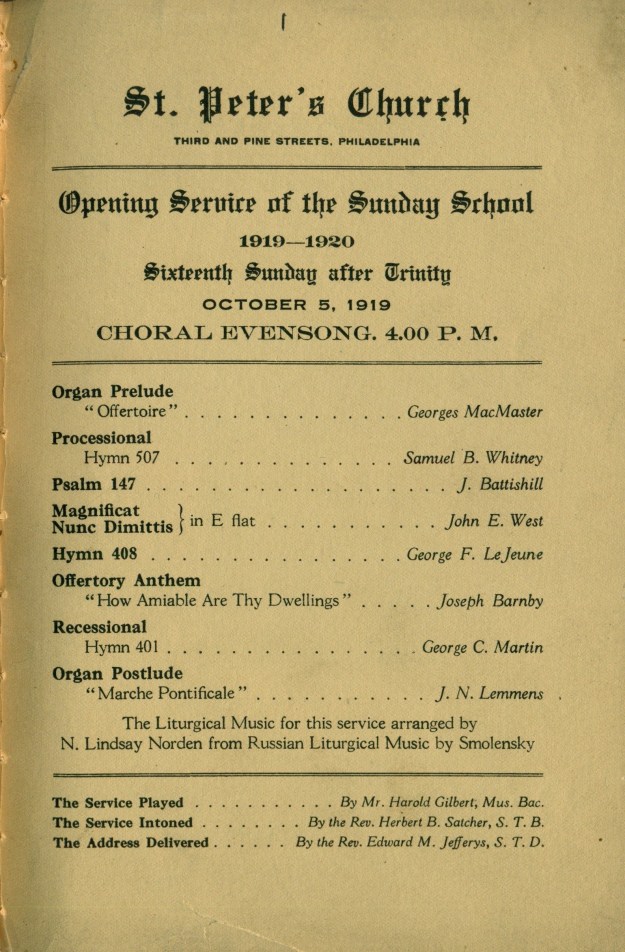 St. Peter's Church
THIRD AND PINE STREETS, PHILADELPHIA
Opening Service of the Sunday School
1919—1920
Sixteenth Sunday after Trinity
OCTOBER 5, 1919
CHORAL EVENSONG. 4.00 P. M.
Organ Prelude
"Offertoire" . . . . . . . . . . . . . . Georges MacMaster
Processional
Hymn 507 . . . . . . . . . . . . . . Samuel B. Whitney
Psalm 147 . . . . . . . . . . . . . . . . . . . J. Battishill
Magnificat
Nunc Dimittis } in E flat . . . . . . . . . . . John E. West
Hymn 408 . . . . . . . . . . . . . . . . George F. LeJeune
Offertory Anthem
"How Amiable Are Thy Dwellings" . . . . . Joseph Barnby
Recessional
Hymn 401 . . . . . . . . . . . . . . . . George C. Martin
Organ Postlude
"Marche Pontificale" . . . . . . . . . . . J. N. Lemmens
The Liturgical Music for this service arranged by
N. Lindsay Norden from Russian Liturgical Music by Smolensky
The Service Played . . . . . . . . . . . By Mr. Harold Gilbert, Mus. Bac.
The Service Intoned . . . . . . . . By the Rev. Herbert B. Satcher, S. T. B.
The Address Delivered . . . . . . By the Rev. Edward M. Jefferys, S. T. D.